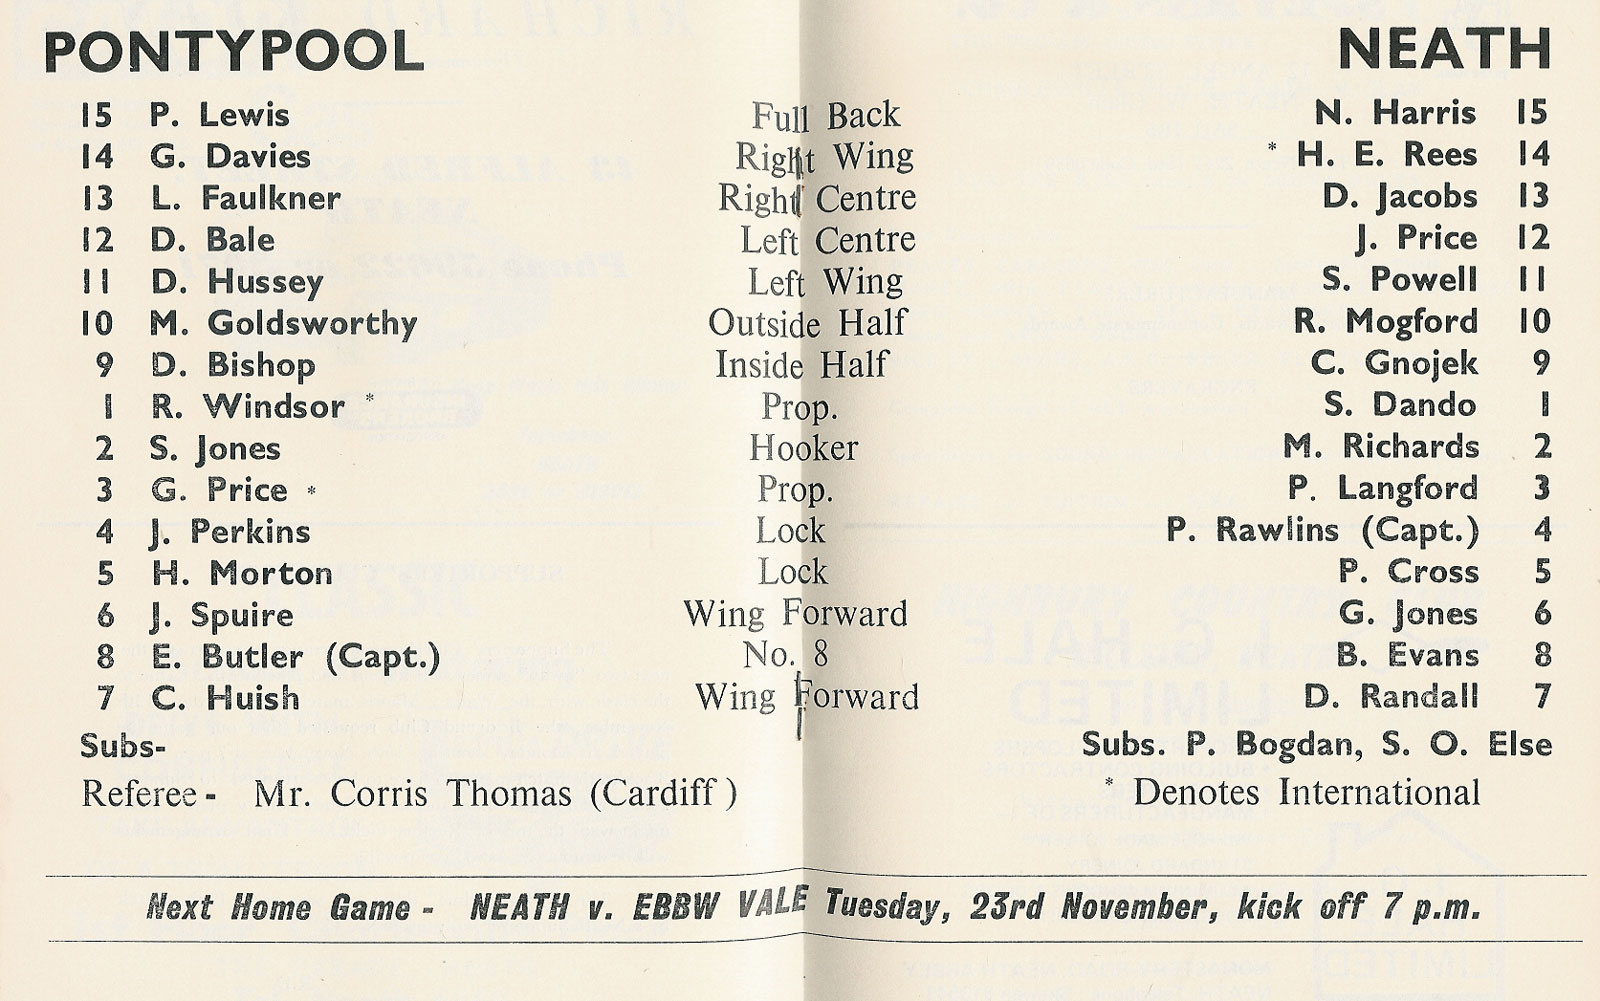 PONTYPOOL NEATH
15 P. Lewis Full Back N. Harris 15
14 G. Davies Right Wing * H. E. Rees 14
13 L. Faulkner Right Centre D. Jacobs 13
12 D. Bale Left Centre J. Price 12
11 D. Hussey Left Wing S. Powell 11
10 M. Goldsworthy Outside Half R. Mogford 10
9 D. Bishop Inside Half C. Gnojek 9
1 R. Windsor * Prop. S. Dando 1
2 S. Jones Hooker M. Richards 2
3 G. Price * Prop. P. Langford 3
4 J. Perkins Lock P. Rawlins (Capt.) 4
5 H. Morton Lock P. Cross 5
6 J. Spuire Wing Forward G. Jones 6
8 E. Butler (Capt.) No. 8 B. Evans 8
7 C. Huish Wing Forward D. Randall 7
Subs- Subs. P. Bogdan, S. O. Else
Referee - Mr. Corris Thomas (Cardiff) * Denotes International
Next Home Game - NEATH v. EBBW VALE Tuesday, 23rd November, kick off 7 p.m.